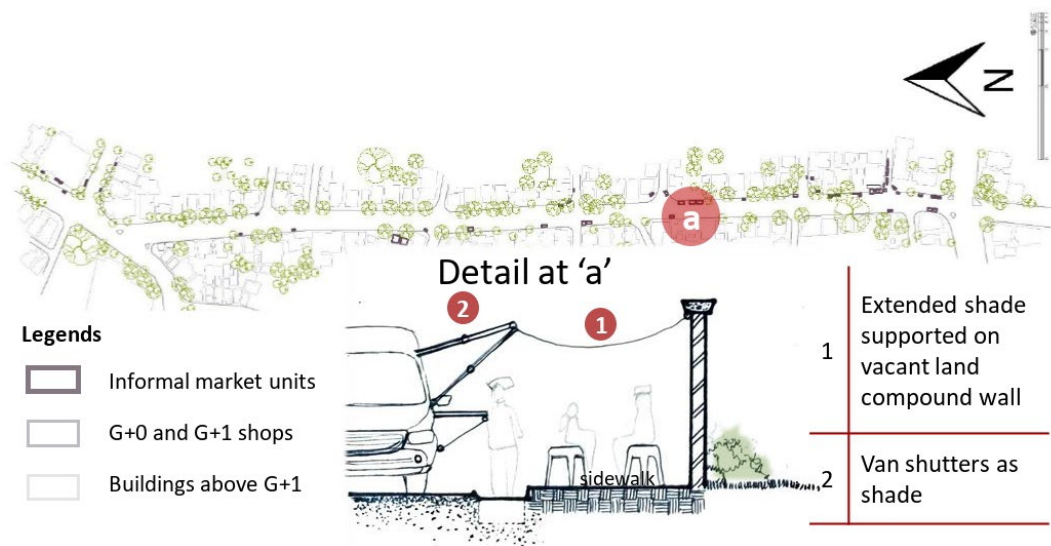 N
a
Detail at ‘a’
2
1
Legends
Informal market units
G+0 and G+1 shops
Buildings above G+1
sidewalk
1
Extended shade
supported on
vacant land
compound wall
2
Van shutters as
shade